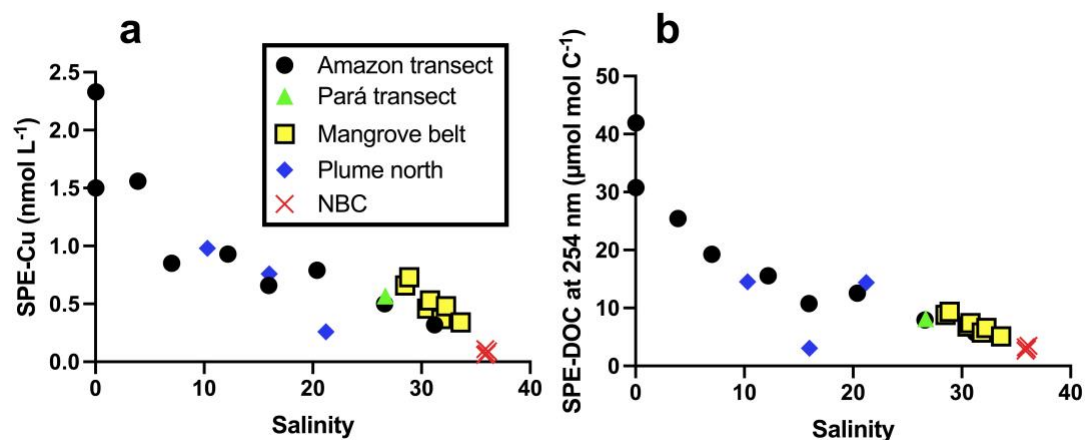 a
SPE-Cu (nmol L-1)
2.5
2.0
1.5
1.0
0.5
0.0
0
10
20
30
40
Salinity
Amazon transect
Pará transect
Mangrove belt
Plume north
NBC
b
SPE-DOC at 254 nm (µmol mol C-1)
50
40
30
20
10
0
0
10
20
30
40
Salinity